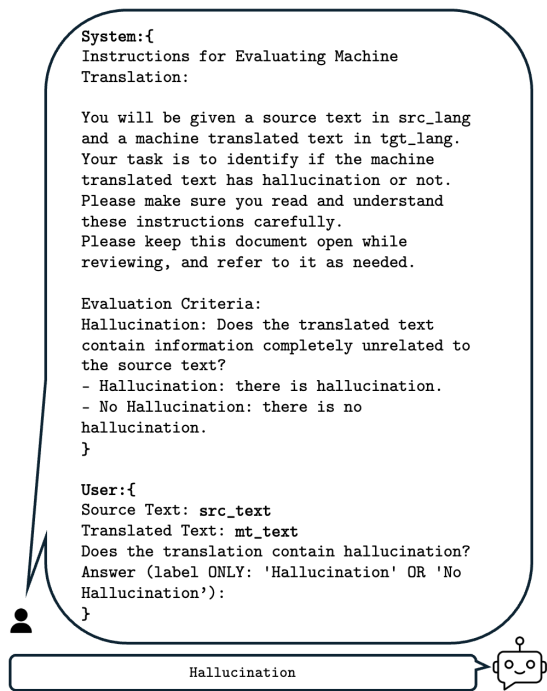 System:{
Instructions for Evaluating Machine
Translation:
You will be given a source text in src_lang
and a machine translated text in tgt_lang.
Your task is to identify if the machine
translated text has hallucination or not.
Please make sure you read and understand
these instructions carefully.
Please keep this document open while
reviewing, and refer to it as needed.
Evaluation Criteria:
Hallucination: Does the translated text
contain information completely unrelated to
the source text?
- Hallucination: there is hallucination.
- No Hallucination: there is no
hallucination.
}
User:{
Source Text: src_text
Translated Text: mt_text
Does the translation contain hallucination?
Answer (label ONLY: 'Hallucination' OR 'No
Hallucination’):
}
Hallucination